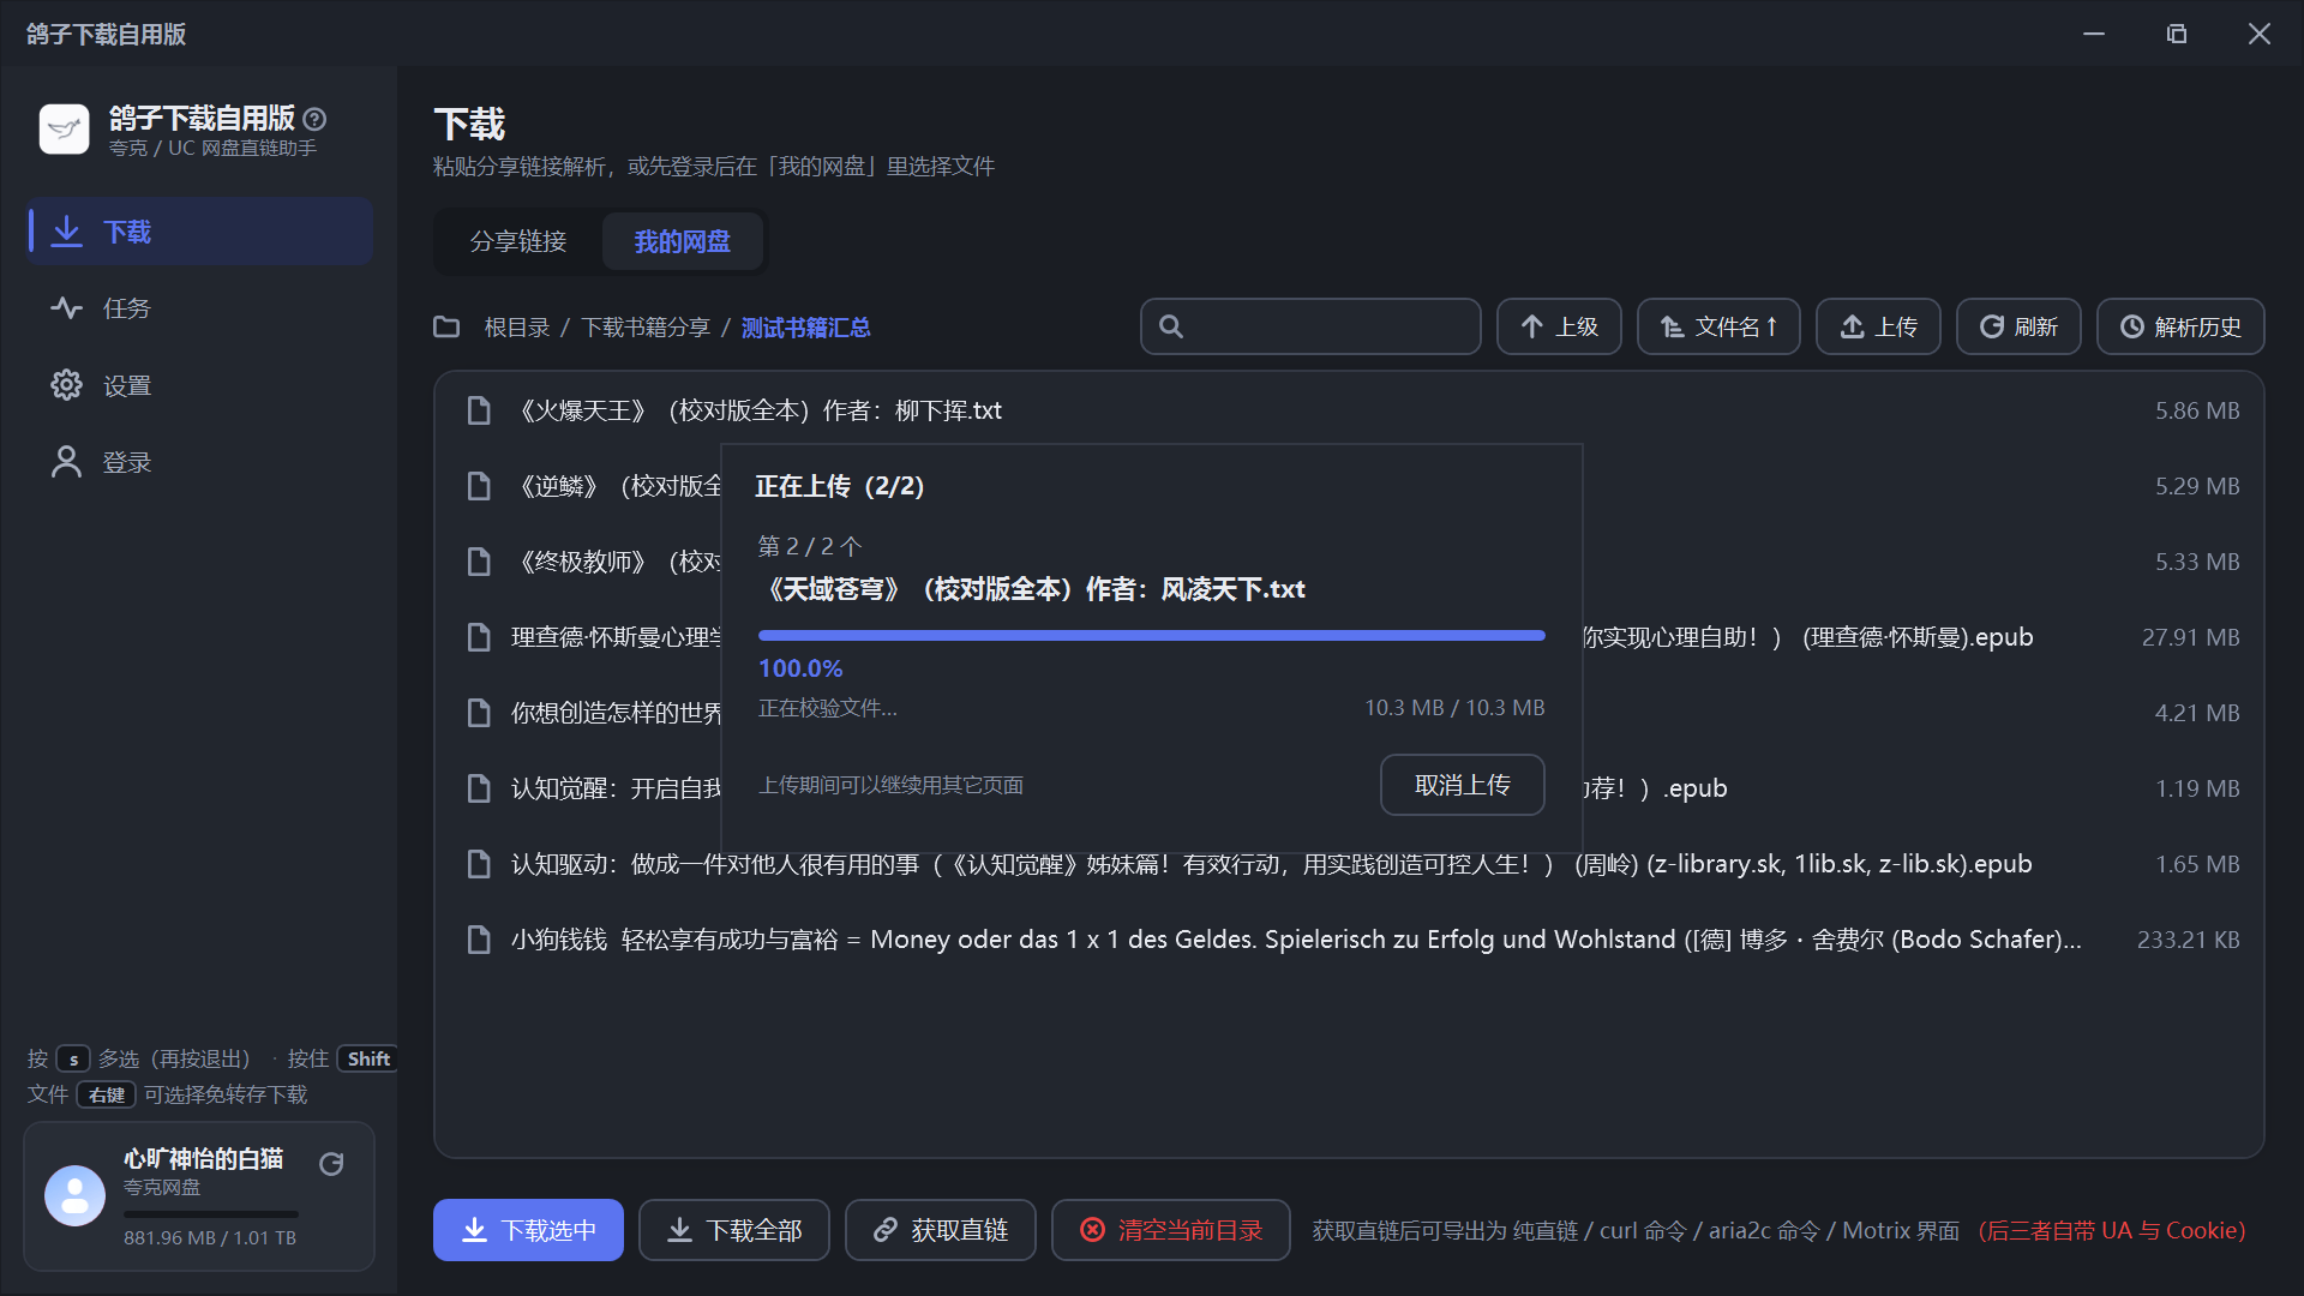 鸽子下载自用版
鸽子下载自用版
夸克 / UC 网盘直链助手
下载
任务
设置
登录
按 s 多选（再按退出） · 按住 Shift
文件 右键 可选择免转存下载
心旷神怡的白猫
夸克网盘
881.96 MB / 1.01 TB
下载
粘贴分享链接解析，或先登录后在「我的网盘」里选择文件
分享链接 我的网盘
根目录 / 下载书籍分享 / 测试书籍汇总
上级 文件名↑ 上传 刷新 解析历史
《火爆天王》（校对版全本）作者：柳下挥.txt 5.86 MB
《逆鳞》（校对版全 5.29 MB
《终极教师》（校对 5.33 MB
理查德·怀斯曼心理学 你实现心理自助！）(理查德·怀斯曼).epub 27.91 MB
你想创造怎样的世界 4.21 MB
认知觉醒：开启自我 荐！）.epub 1.19 MB
认知驱动：做成一件对他人很有用的事（《认知觉醒》姊妹篇！有效行动，用实践创造可控人生！）(周岭) (z-library.sk, 1lib.sk, z-lib.sk).epub 1.65 MB
小狗钱钱 轻松享有成功与富裕 = Money oder das 1 x 1 des Geldes. Spielerisch zu Erfolg und Wohlstand ([德] 博多·舍费尔 (Bodo Schafer)... 233.21 KB
正在上传（2/2）
第 2 / 2 个
《天域苍穹》（校对版全本）作者：风凌天下.txt
100.0%
正在校验文件... 10.3 MB / 10.3 MB
上传期间可以继续用其它页面 取消上传
下载选中 下载全部 获取直链 清空当前目录 获取直链后可导出为 纯直链 / curl 命令 / aria2c 命令 / Motrix 界面 （后三者自带 UA 与 Cookie）